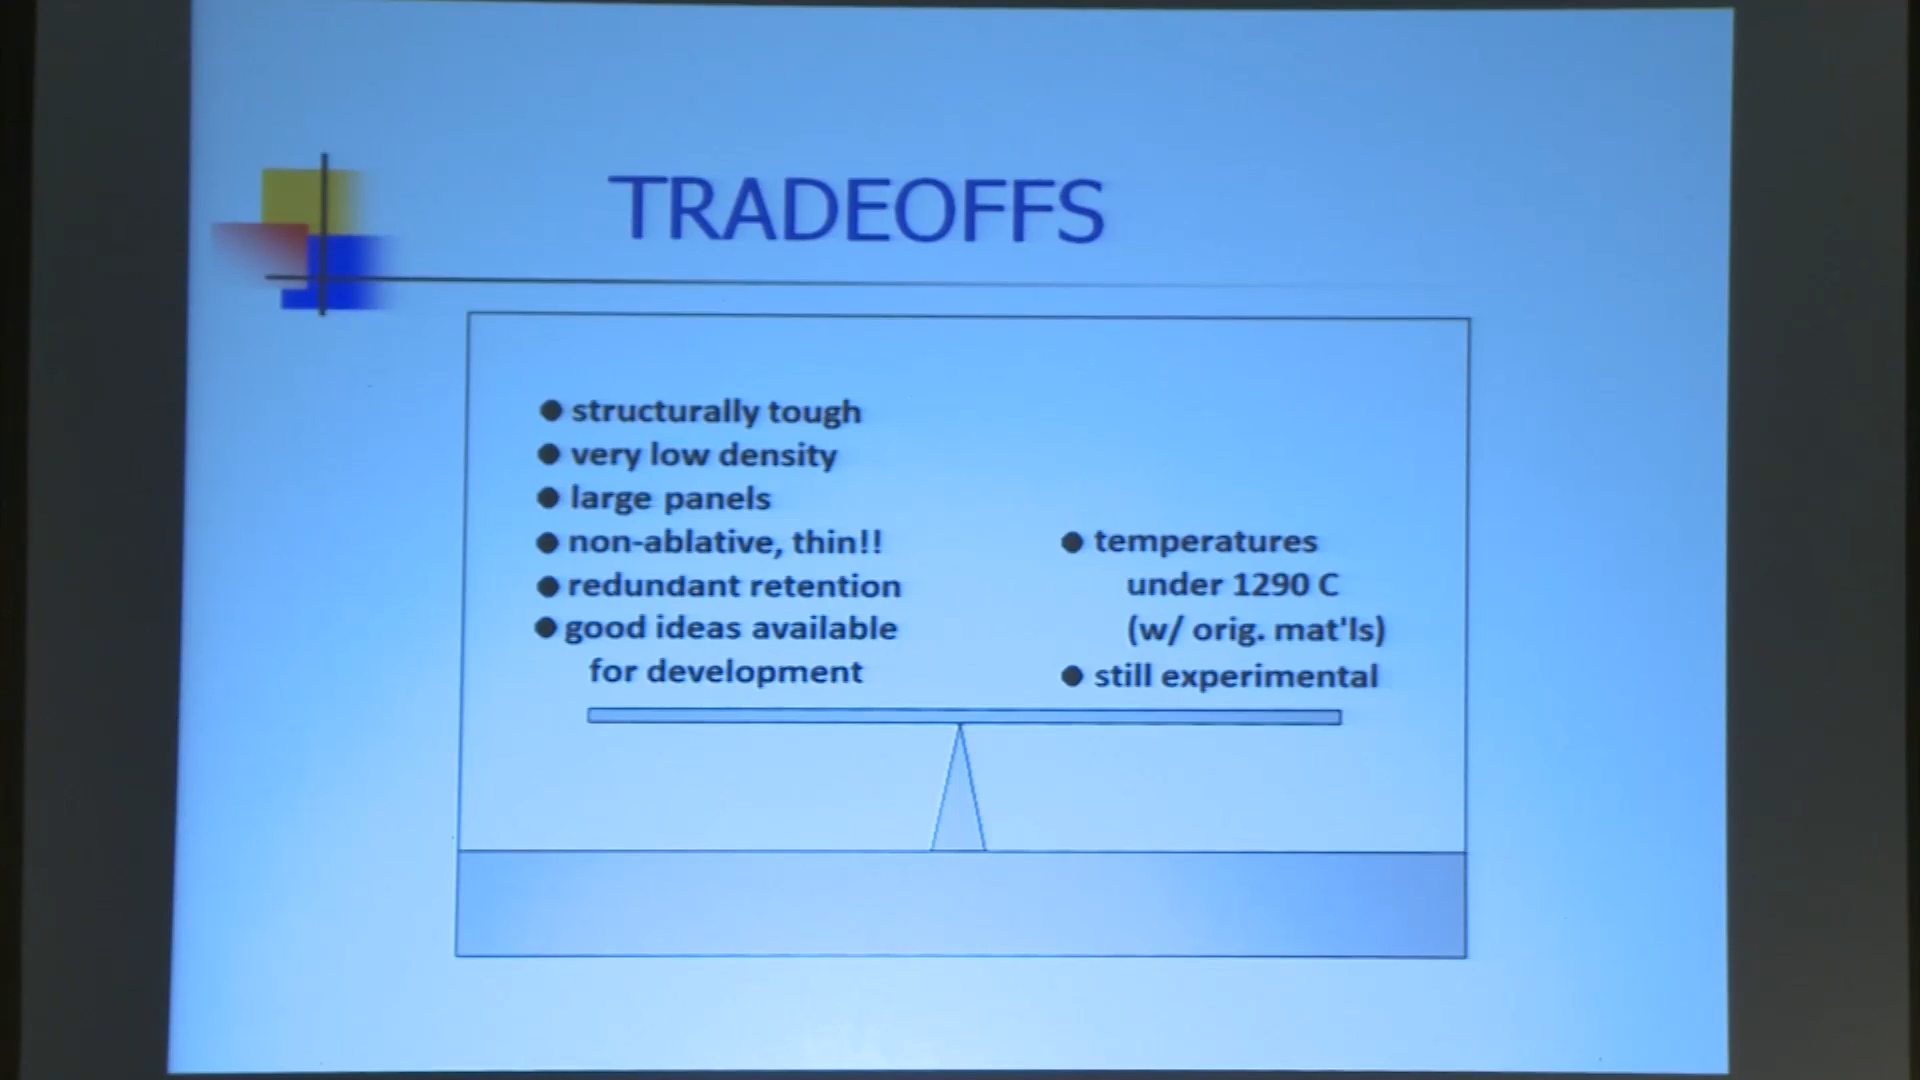 TRADEOFFS
● structurally tough
● very low density
● large panels
● non-ablative, thin!!
● redundant retention
● good ideas available
for development
● temperatures
under 1290 C
(w/ orig. mat'ls)
● still experimental